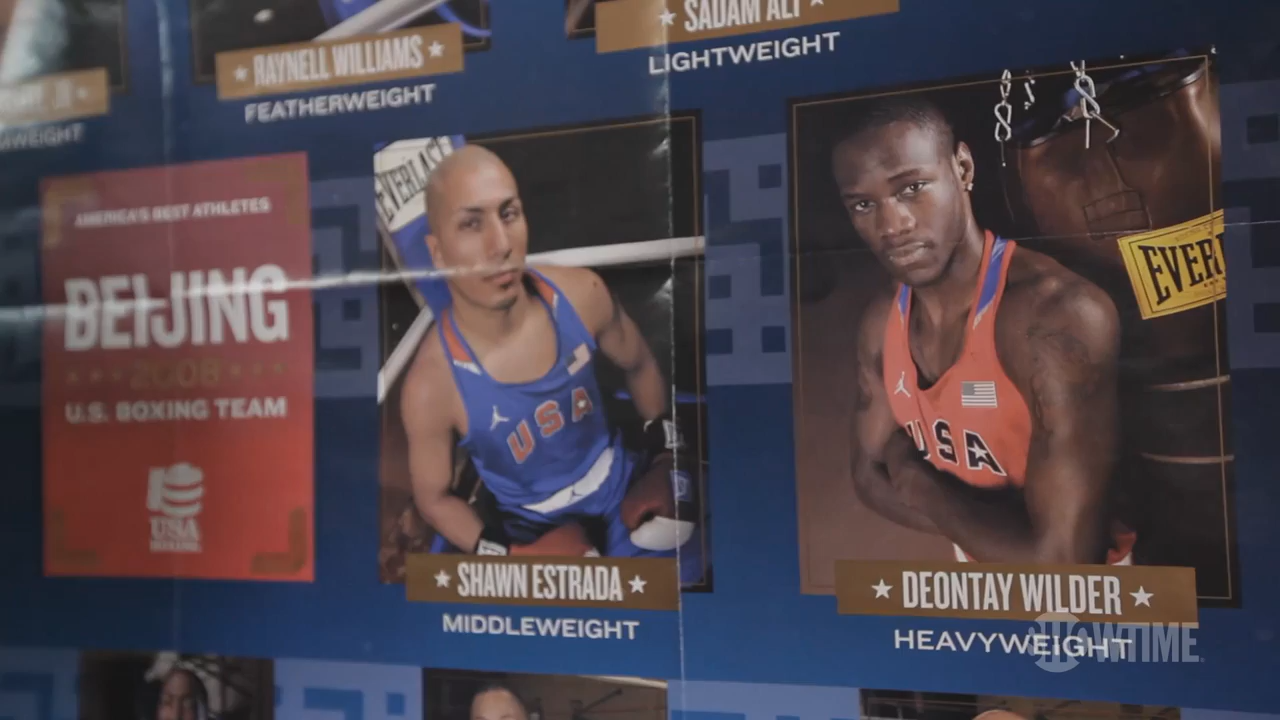 SADAM ALI
RAYNELL WILLIAMS
LIGHTWEIGHT
FEATHERWEIGHT
EVERLAST
AMERICA'S BEST ATHLETES
BEIJING
2008
U.S. BOXING TEAM
USA
BOXING
USA
SHAWN ESTRADA
MIDDLEWEIGHT
EVER
USA
DEONTAY WILDER
HEAVYWEIGHT
SHOWTIME